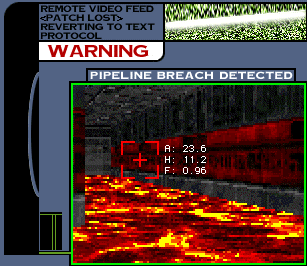 REMOTE VIDEO FEED
<PATCH LOST>
REVERTING TO TEXT
PROTOCOL
WARNING
PIPELINE BREACH DETECTED
A: 23.6
H: 11.2
F: 0.96